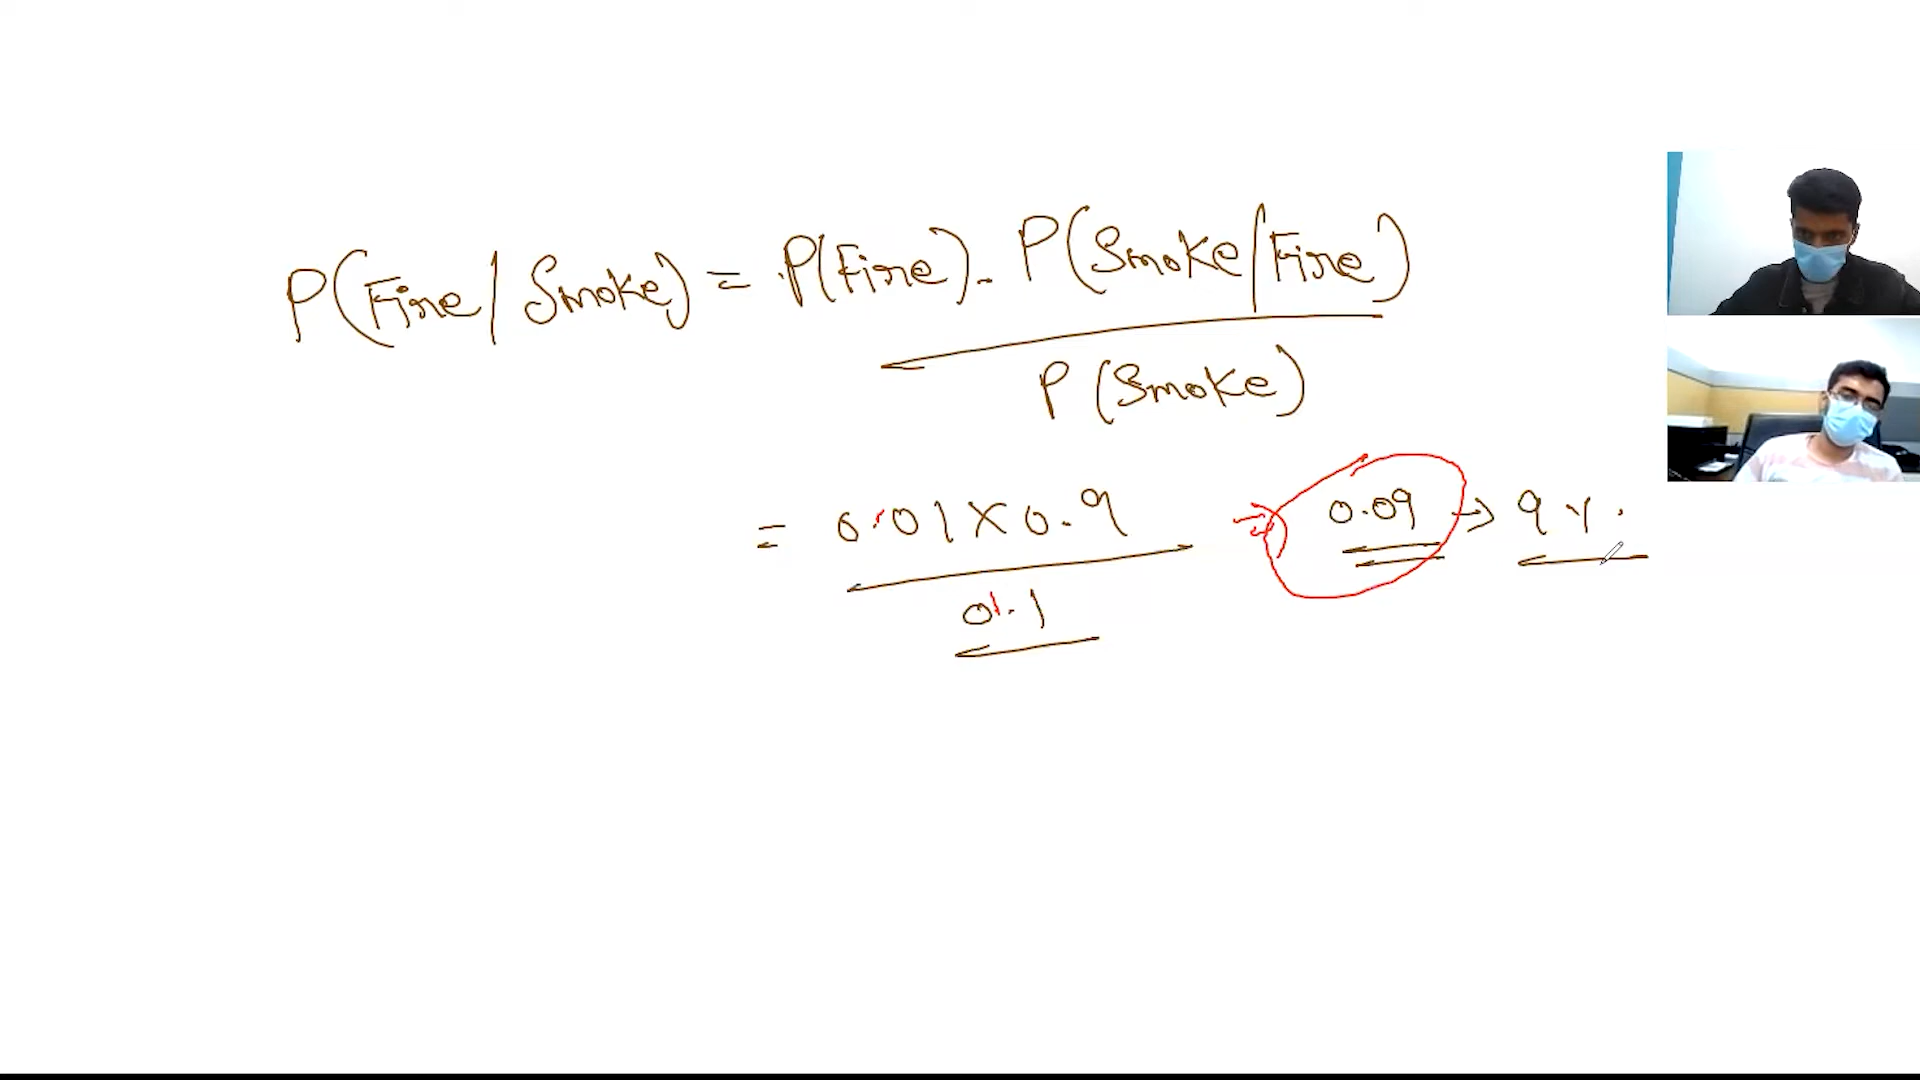 P(Fire/Smoke) = P(Fire). P(Smoke/Fire)
P(Smoke)
= 0.01 X 0.9 ⇒ 0.09 → 9%.
0.1